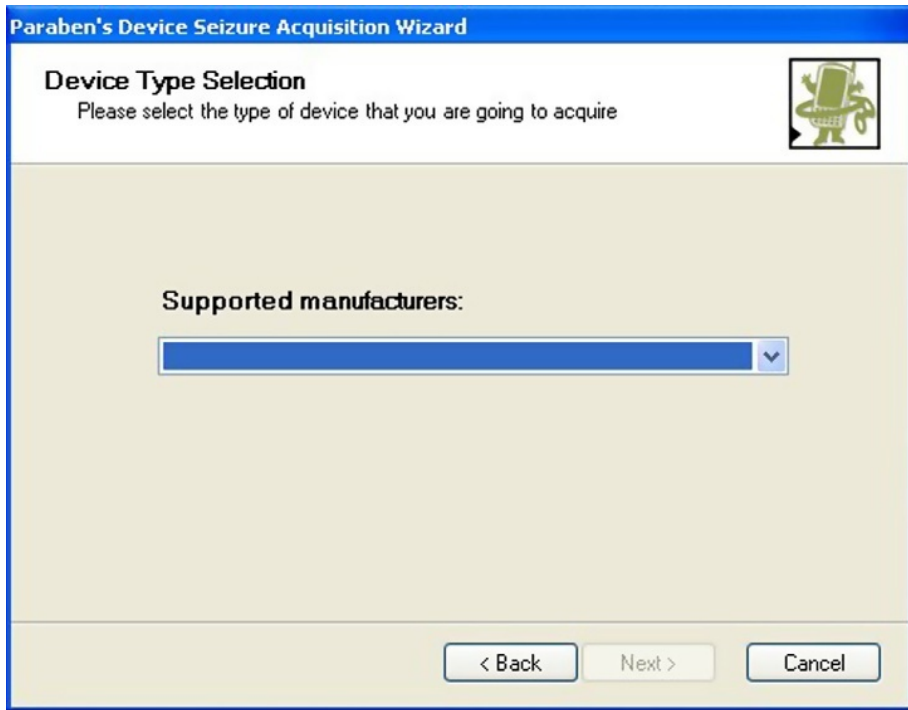 Paraben's Device Seizure Acquisition Wizard
Device Type Selection
Please select the type of device that you are going to acquire
Supported manufacturers:
< Back
Next >
Cancel